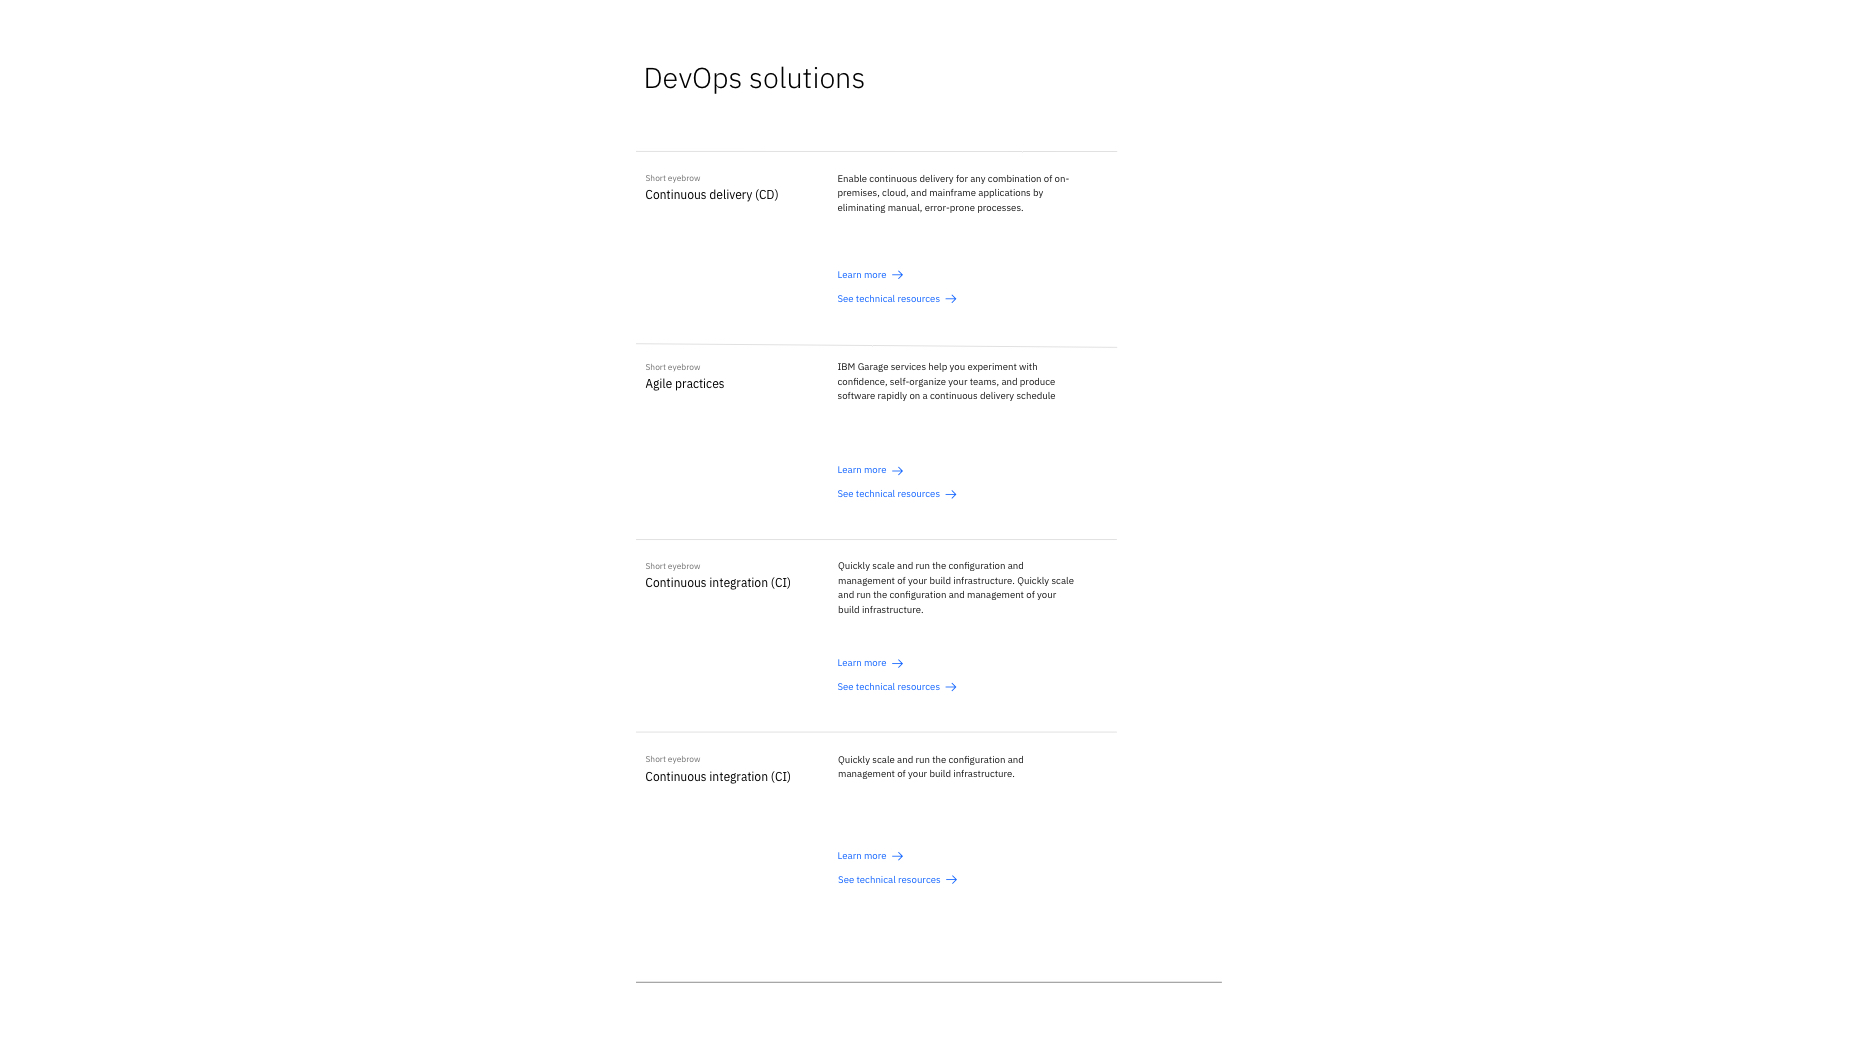 DevOps solutions
Short eyebrow
Continuous delivery (CD)
Enable continuous delivery for any combination of on-
premises, cloud, and mainframe applications by
eliminating manual, error-prone processes.
Learn more
See technical resources
Short eyebrow
Agile practices
IBM Garage services help you experiment with
confidence, self-organize your teams, and produce
software rapidly on a continuous delivery schedule
Learn more
See technical resources
Short eyebrow
Continuous integration (CI)
Quickly scale and run the configuration and
management of your build infrastructure. Quickly scale
and run the configuration and management of your
build infrastructure.
Learn more
See technical resources
Short eyebrow
Continuous integration (CI)
Quickly scale and run the configuration and
management of your build infrastructure.
Learn more
See technical resources